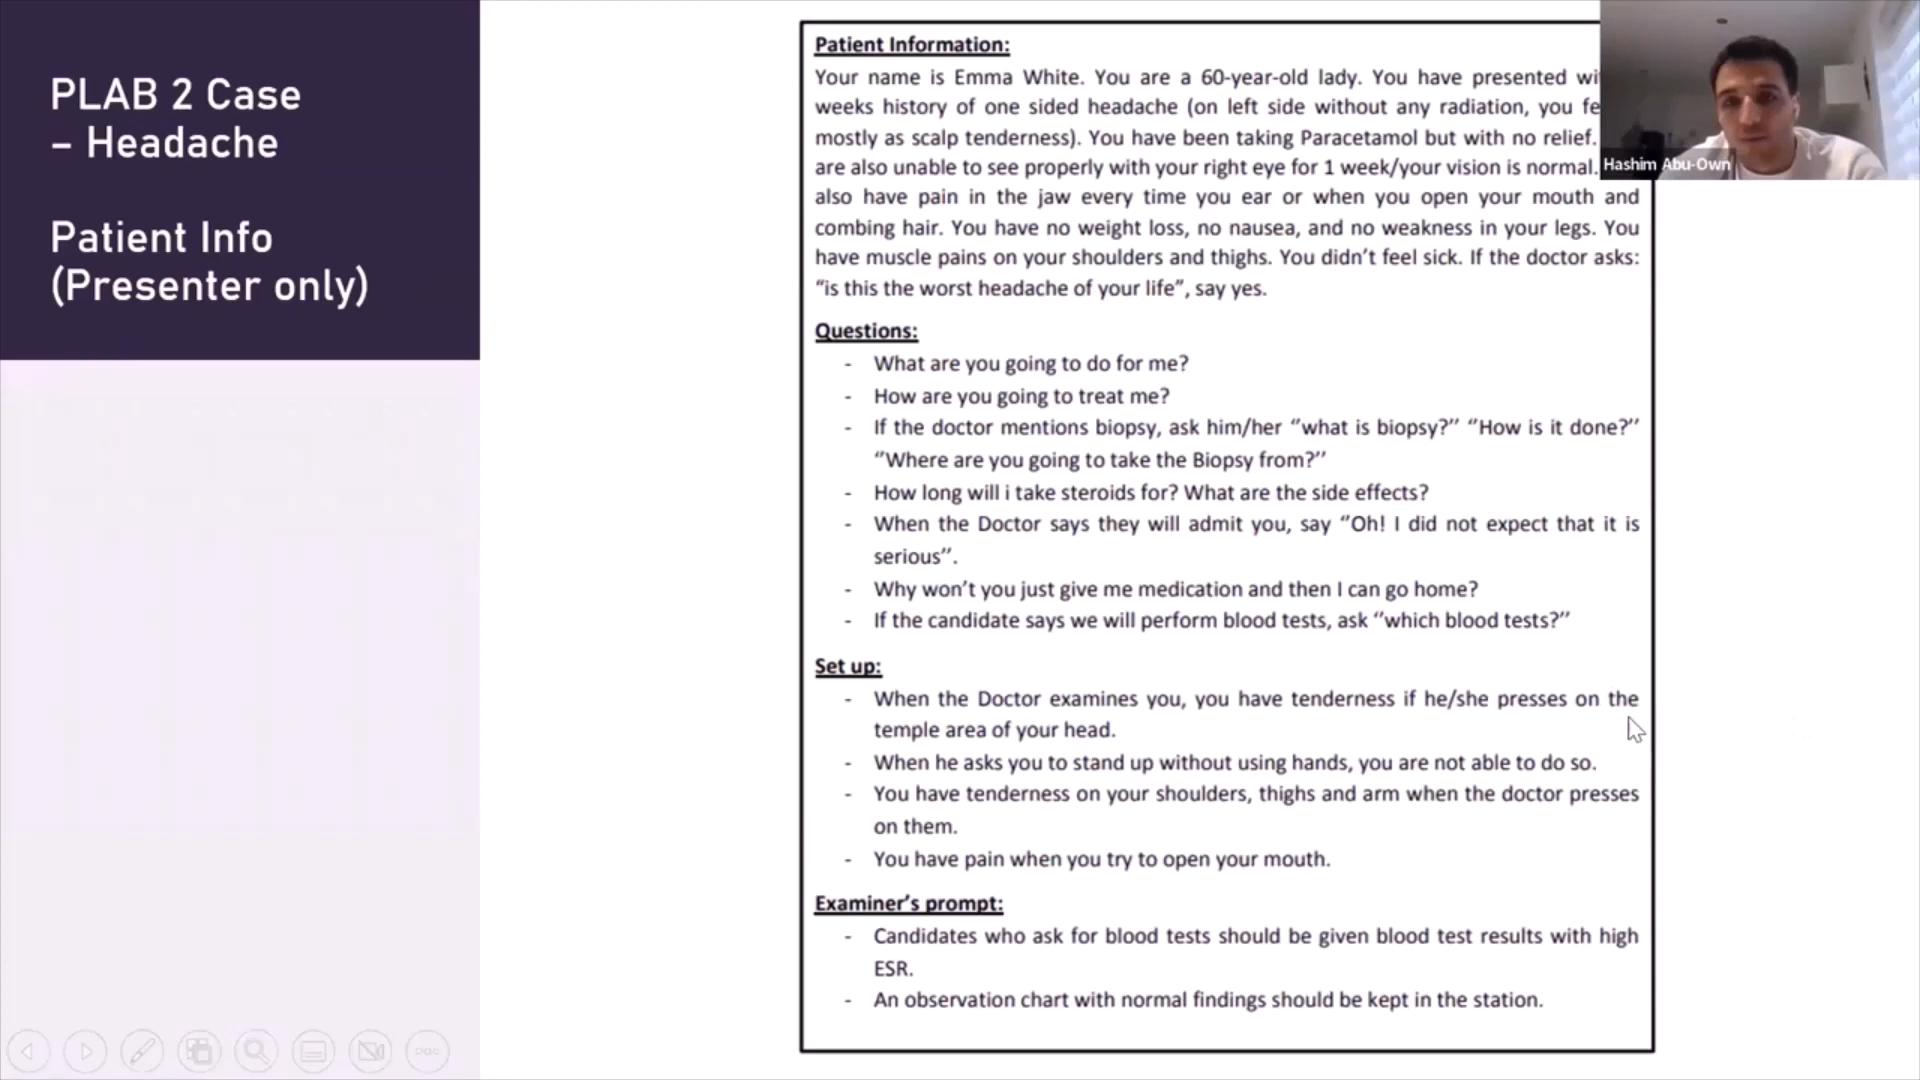 PLAB 2 Case
– Headache
Patient Info
(Presenter only)
Patient Information:
Your name is Emma White. You are a 60-year-old lady. You have presented
weeks history of one sided headache (on left side without any radiation, you
mostly as scalp tenderness). You have been taking Paracetamol but with no relief.
are also unable to see properly with your right eye for 1 week/your vision is normal.
also have pain in the jaw every time you ear or when you open your mouth and
combing hair. You have no weight loss, no nausea, and no weakness in your legs. You
have muscle pains on your shoulders and thighs. You didn't feel sick. If the doctor asks:
“is this the worst headache of your life”, say yes.
Questions:
- What are you going to do for me?
- How are you going to treat me?
- If the doctor mentions biopsy, ask him/her ‘’what is biopsy?’’ ‘’How is it done?’’
‘’Where are you going to take the Biopsy from?’’
- How long will i take steroids for? What are the side effects?
- When the Doctor says they will admit you, say ‘’Oh! I did not expect that it is
serious’’.
- Why won’t you just give me medication and then I can go home?
- If the candidate says we will perform blood tests, ask ‘’which blood tests?’’
Set up:
- When the Doctor examines you, you have tenderness if he/she presses on the
temple area of your head.
- When he asks you to stand up without using hands, you are not able to do so.
- You have tenderness on your shoulders, thighs and arm when the doctor presses
on them.
- You have pain when you try to open your mouth.
Examiner’s prompt:
- Candidates who ask for blood tests should be given blood test results with high
ESR.
- An observation chart with normal findings should be kept in the station.
Hashim Abu-Own